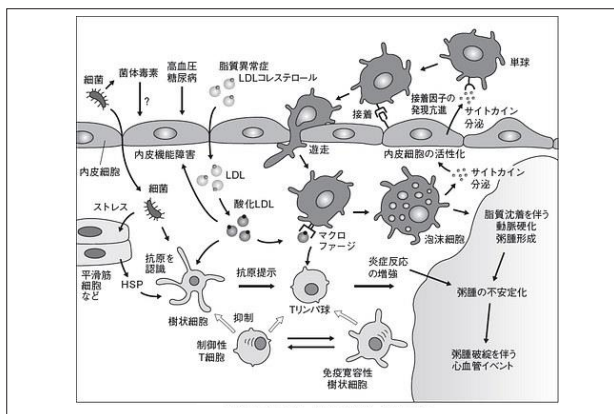 細菌
菌体毒素
?
高血圧
糖尿病
脂質異常症
LDLコレステロール
単球
サイトカイン
分泌
接着因子の
発現亢進
接着
遊走
内皮細胞
内皮機能障害
内皮細胞の活性化
サイトカイン
分泌
細菌
LDL
酸化LDL
ストレス
平滑筋
細胞
など
HSP
抗原を
認識
樹状細胞
抗原提示
マクロ
ファージ
泡沫細胞
脂質沈着を伴う
動脈硬化
粥腫形成
Tリンパ球
炎症反応
の増強
粥腫の不安定化
抑制
制御性
T細胞
免疫寛容性
樹状細胞
粥腫破綻を伴う
心血管イベント